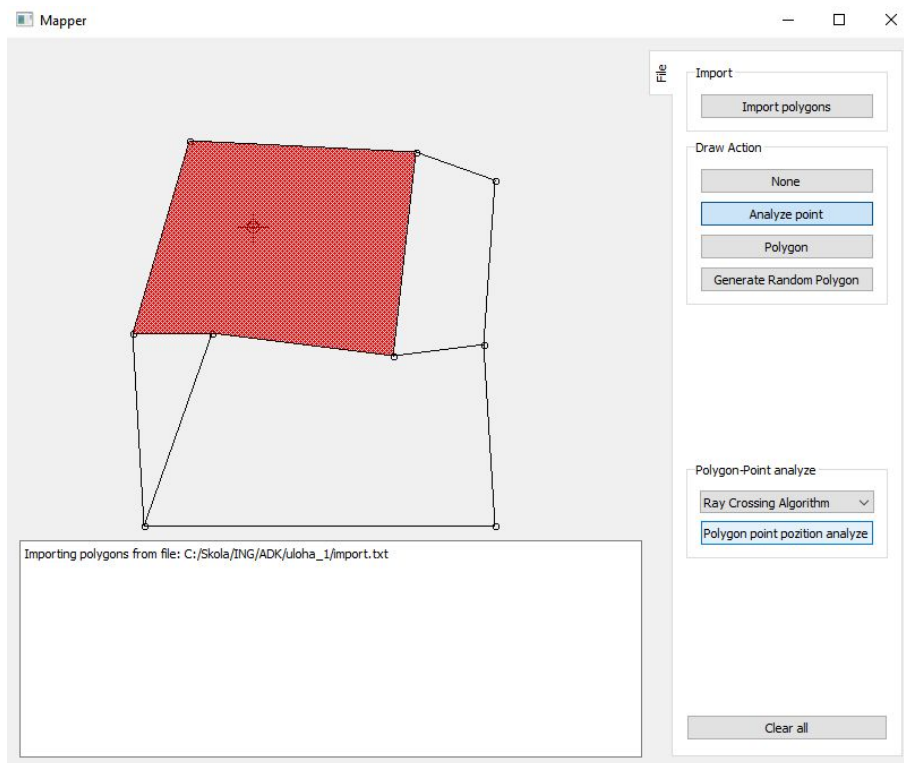 Mapper
File
Import
Import polygons
Draw Action
None
Analyze point
Polygon
Generate Random Polygon
Polygon-Point analyze
Ray Crossing Algorithm
Polygon point pozition analyze
Importing polygons from file: C:/Skola/ING/ADK/uloha_1/import.txt
Clear all